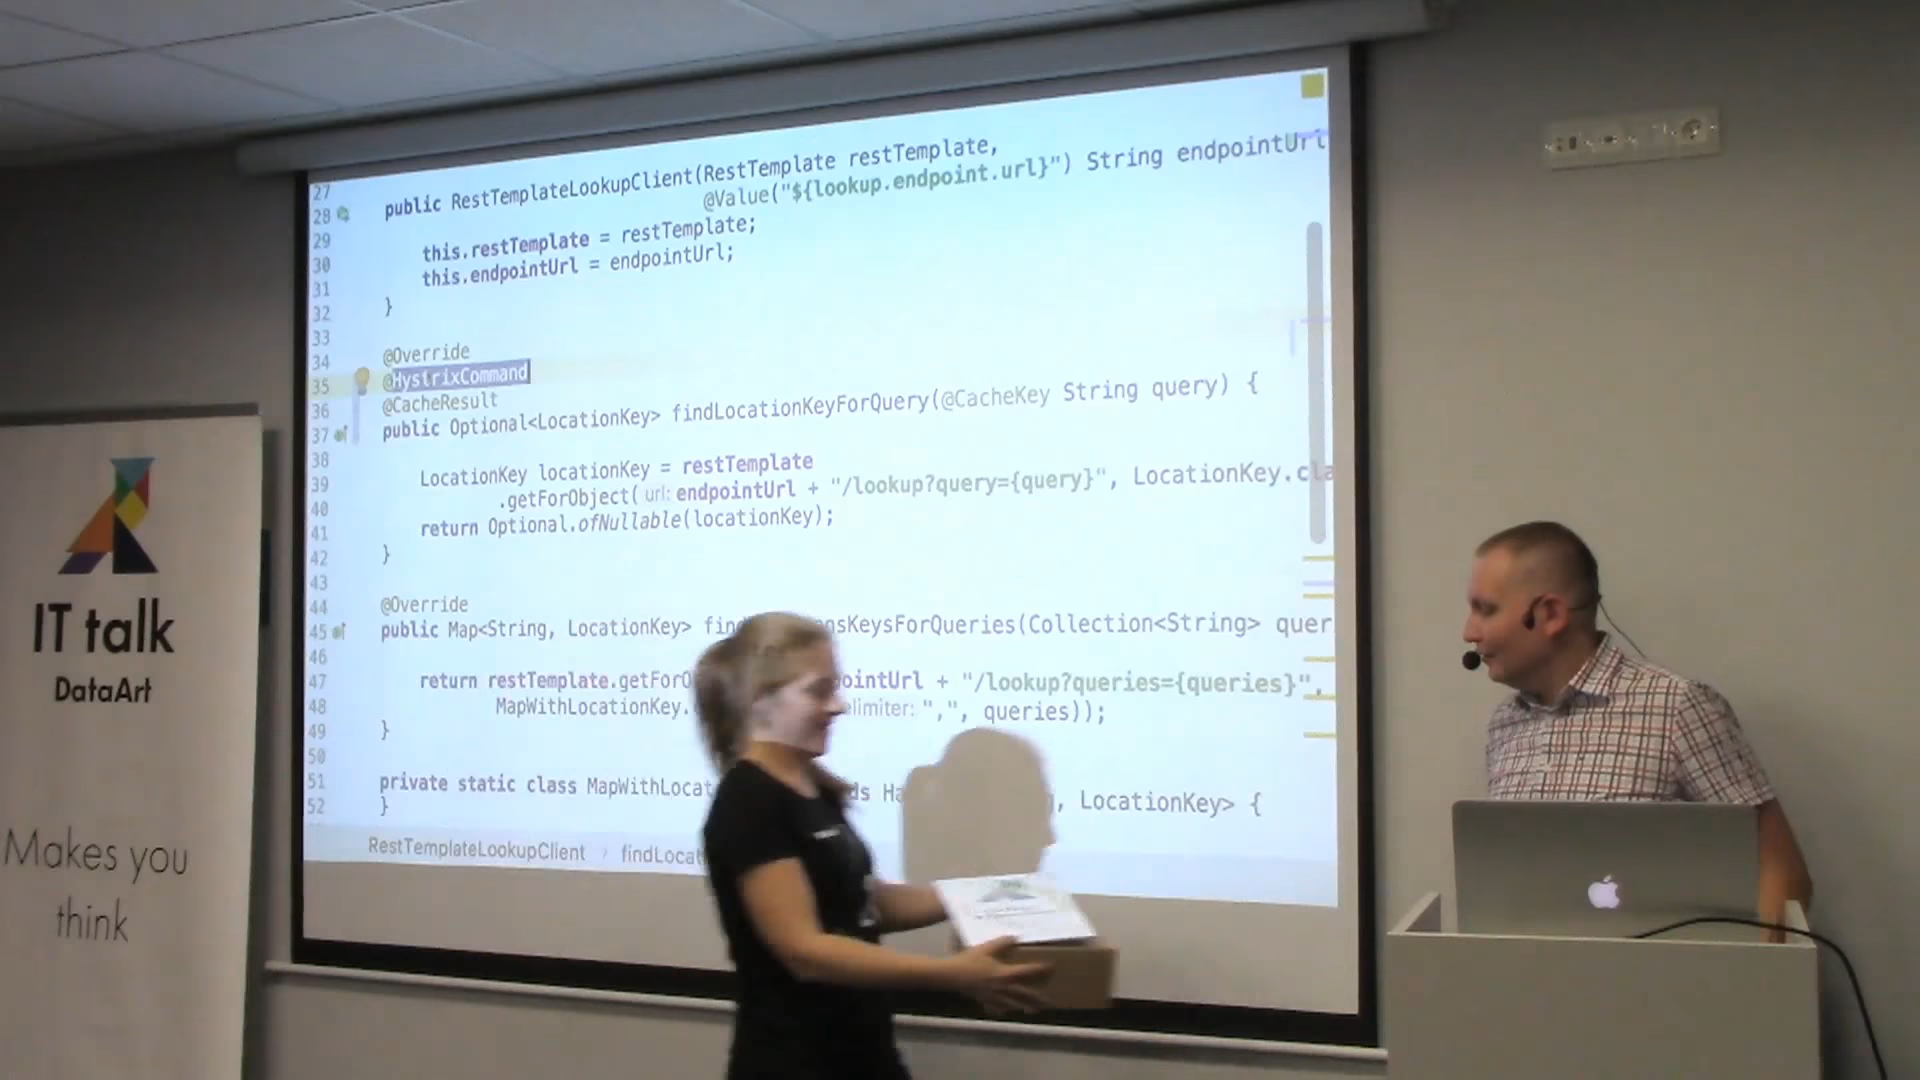 27
28 public RestTemplateLookupClient(RestTemplate restTemplate,
29 @Value("${lookup.endpoint.url}") String endpointUrl
30 this.restTemplate = restTemplate;
31 this.endpointUrl = endpointUrl;
32 }
33
34 @Override
35 @HystrixCommand
36 @CacheResult
37 public Optional<LocationKey> findLocationKeyForQuery(@CacheKey String query) {
38
39 LocationKey locationKey = restTemplate
40 .getForObject( url: endpointUrl + "/lookup?query={query}", LocationKey.cla
41 return Optional.ofNullable(locationKey);
42 }
43
44 @Override
45 public Map<String, LocationKey> fin sKeysForQueries(Collection<String> quer
46
47 return restTemplate.getForO ointUrl + "/lookup?queries={queries}",
48 MapWithLocationKey. elimiter: ",", queries));
49 }
50
51 private static class MapWithLocat ds Ha , LocationKey> {
52 }
RestTemplateLookupClient › findLocat
IT talk
DataArt
Makes you
think